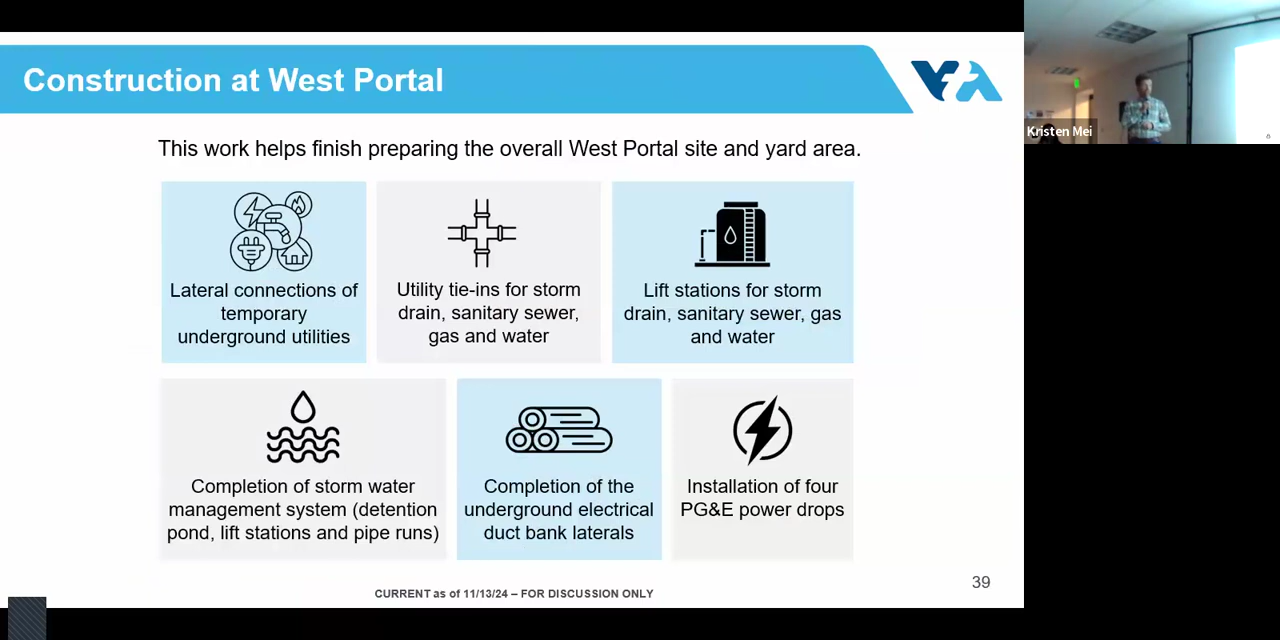 Construction at West Portal
VTA
Kristen Mei
This work helps finish preparing the overall West Portal site and yard area.
Lateral connections of
temporary
underground utilities
Utility tie-ins for storm
drain, sanitary sewer,
gas and water
Lift stations for storm
drain, sanitary sewer, gas
and water
Completion of storm water
management system (detention
pond, lift stations and pipe runs)
Completion of the
underground electrical
duct bank laterals
Installation of four
PG&E power drops
39
CURRENT as of 11/13/24 – FOR DISCUSSION ONLY